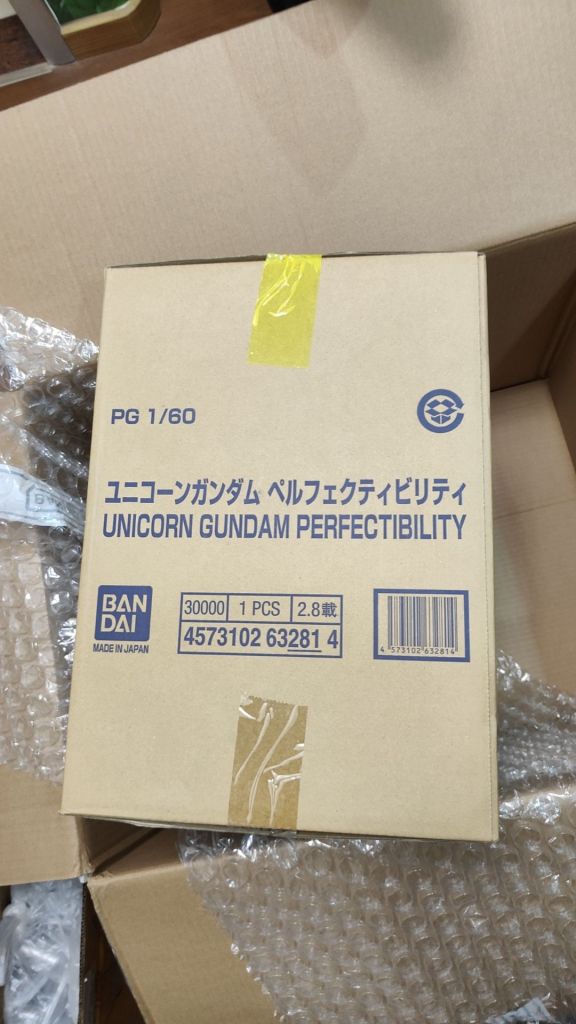 PG 1/60
ユニコーンガンダム ペルフェクティビリティ
UNICORN GUNDAM PERFECTIBILITY
BAN
DAI
MADE IN JAPAN
30000 1 PCS 2.8載
4573102 63281 4
4 573102 632814